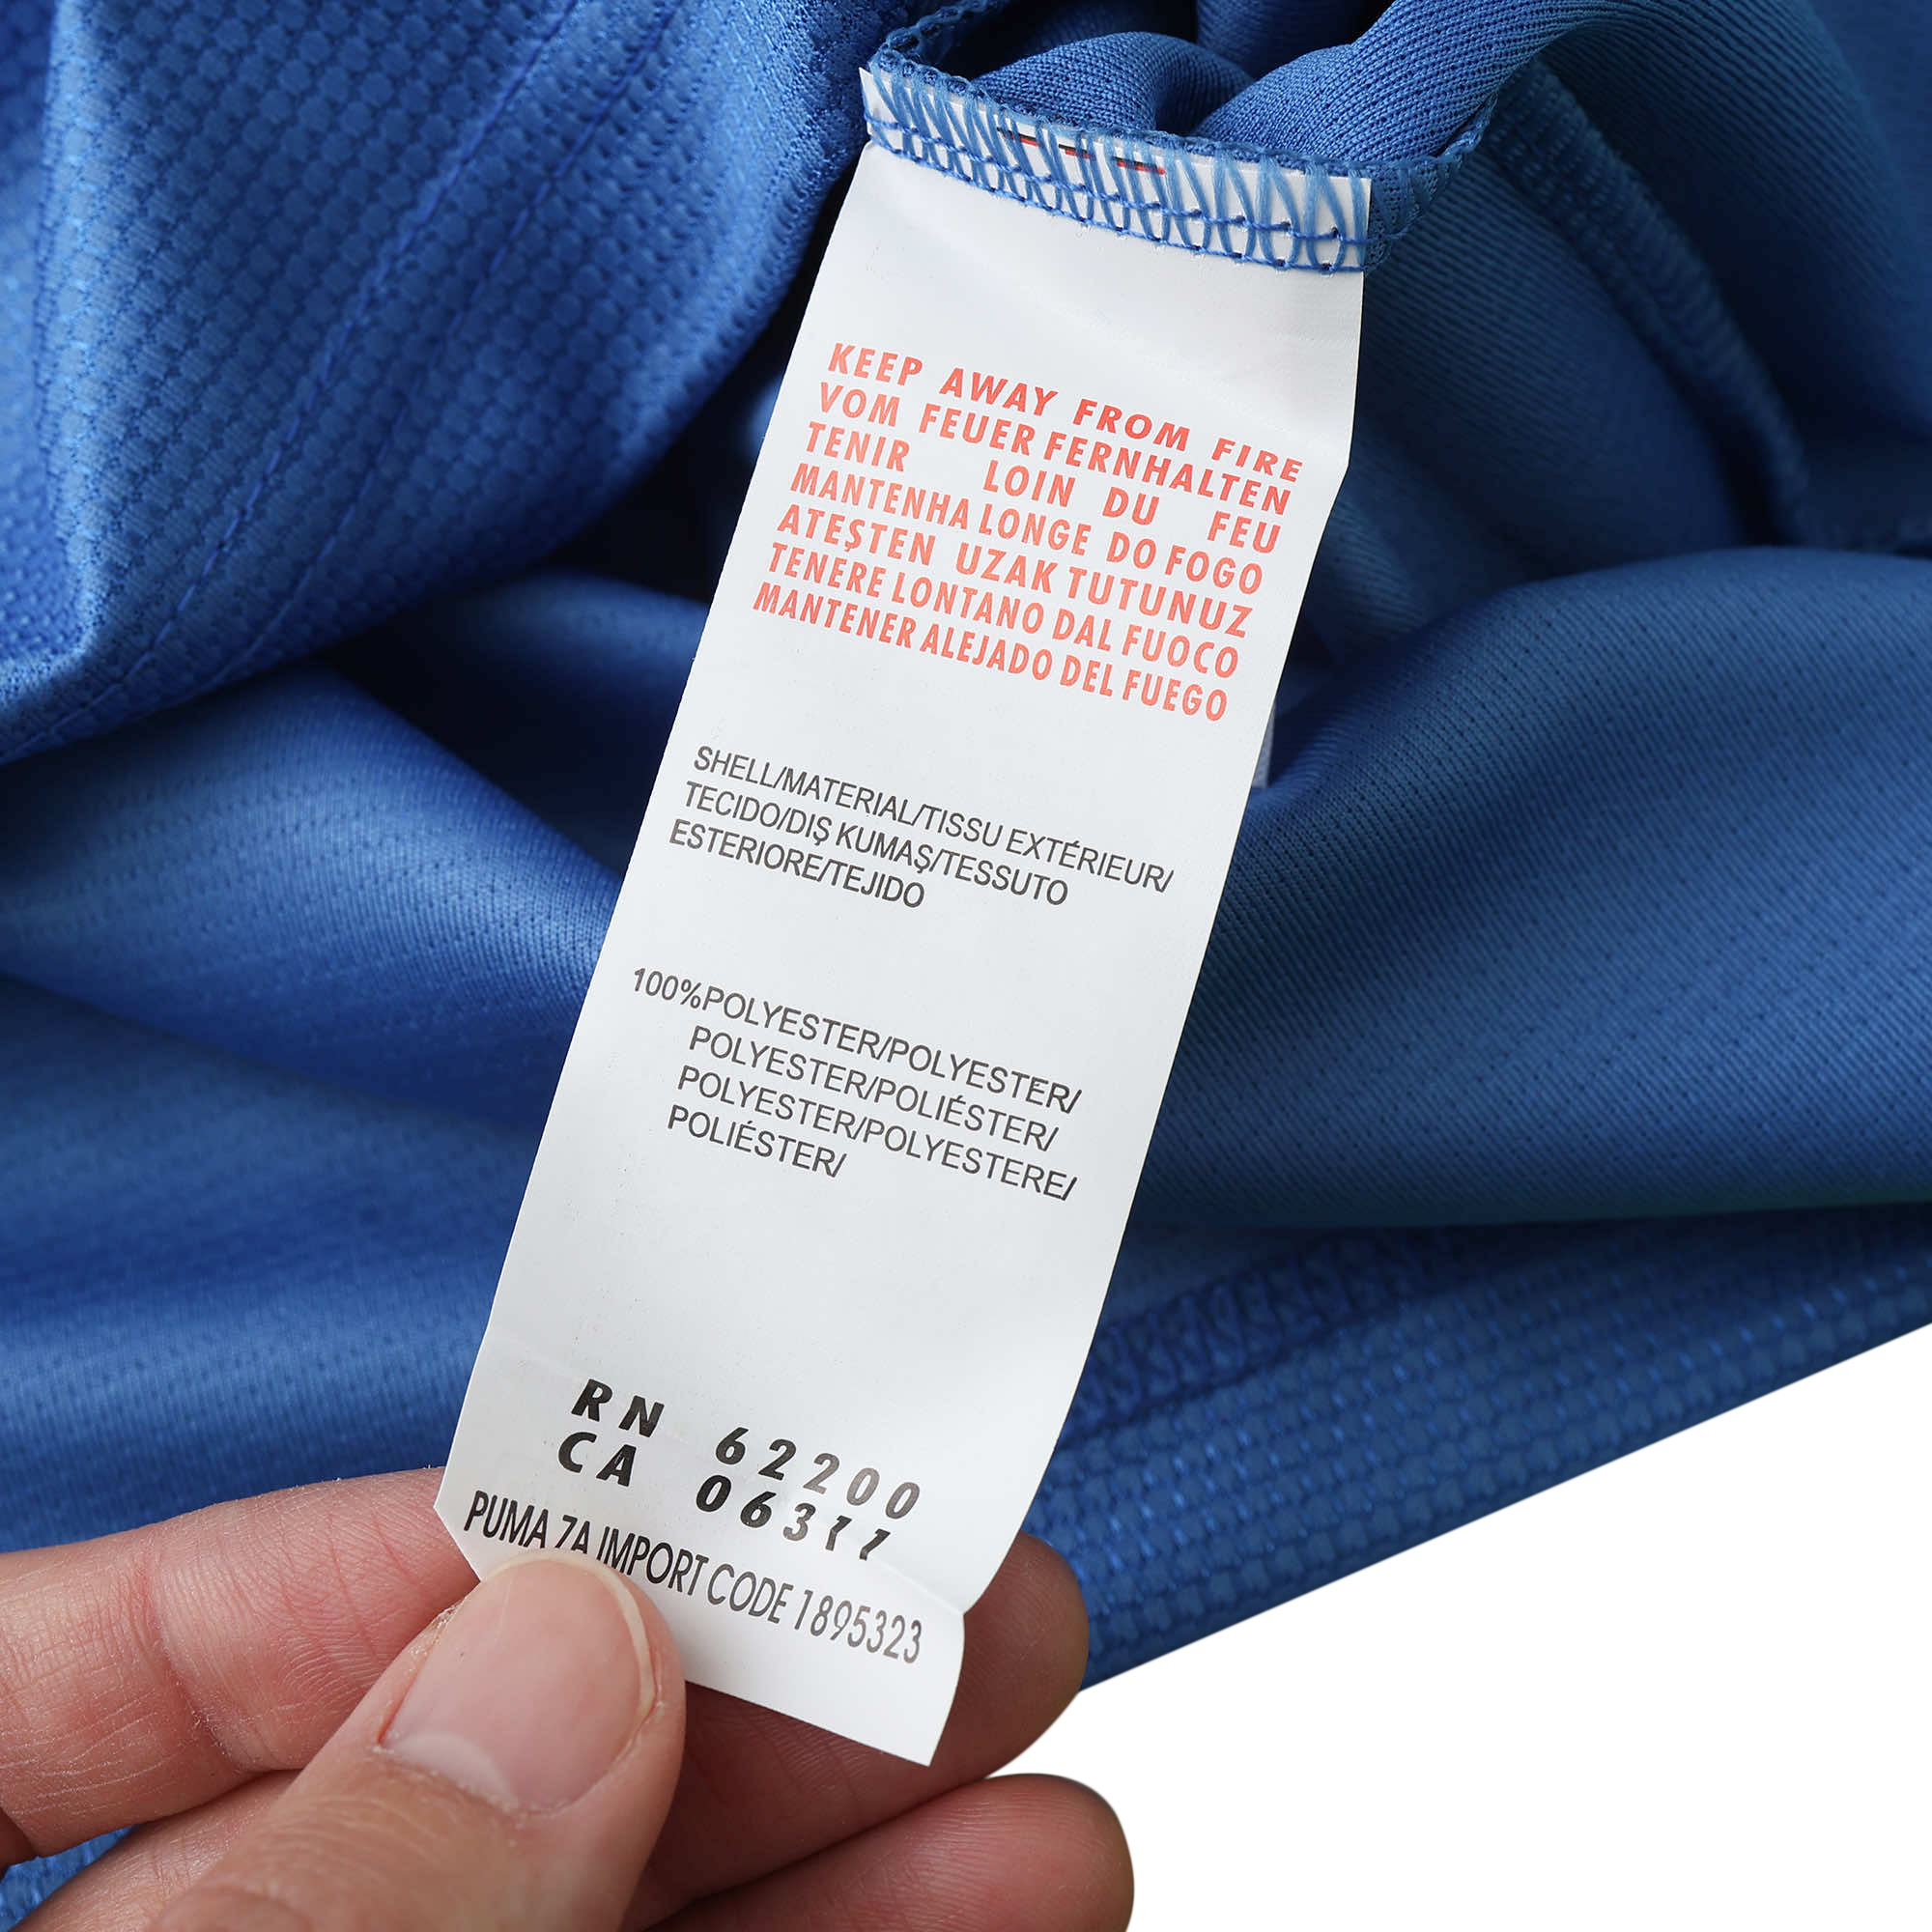 KEEP AWAY FROM FIRE
VOM FEUER FERNHALTEN
TENIR LOIN DU FEU
MANTENHA LONGE DO FOGO
ATEŞTEN UZAK TUTUNUZ
TENERE LONTANO DAL FUOCO
MANTENER ALEJADO DEL FUEGO
SHELL/MATERIAL/TISSU EXTÉRIEUR/
TECIDO/DIŞ KUMAŞ/TESSUTO
ESTERIORE/TEJIDO
100%POLYESTER/POLYESTER/
POLYESTER/POLIÉSTER/
POLYESTER/POLYESTERE/
POLIÉSTER/
RN 62200
CA 06311
PUMA ZA IMPORT CODE 1895323